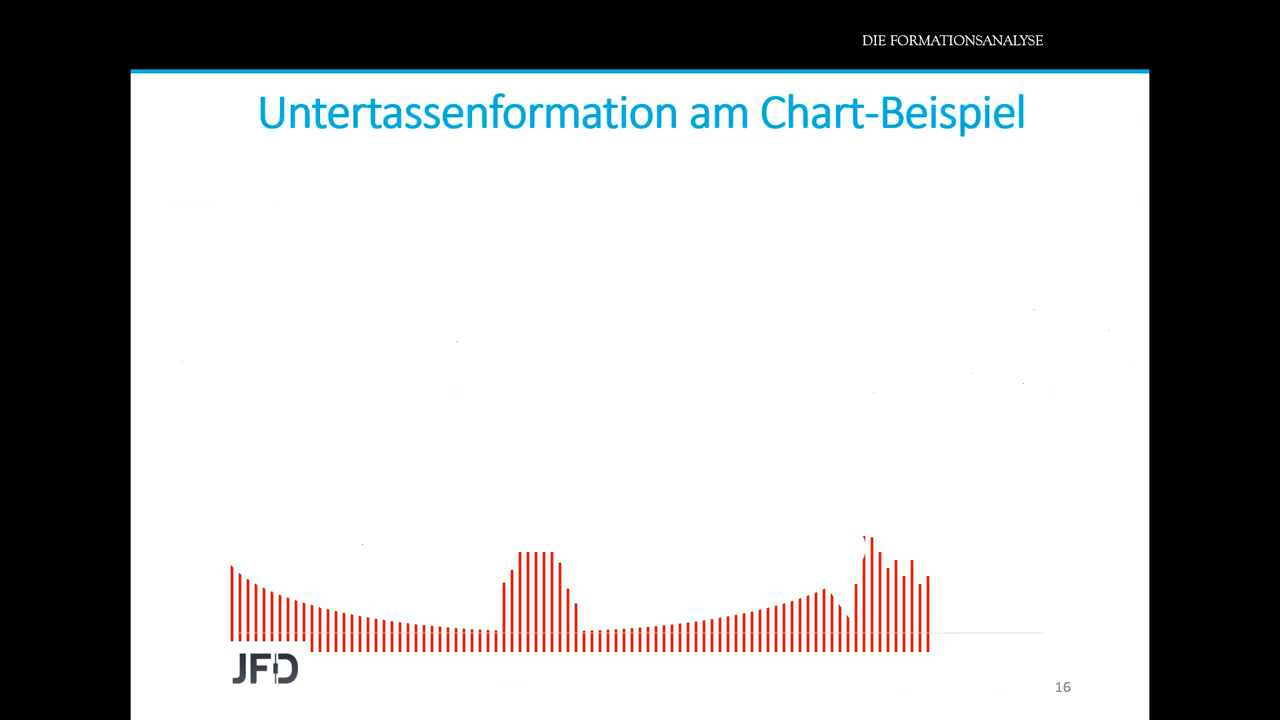 DIE FORMATIONSANALYSE
Untertassenformation am Chart-Beispiel
JFD
16